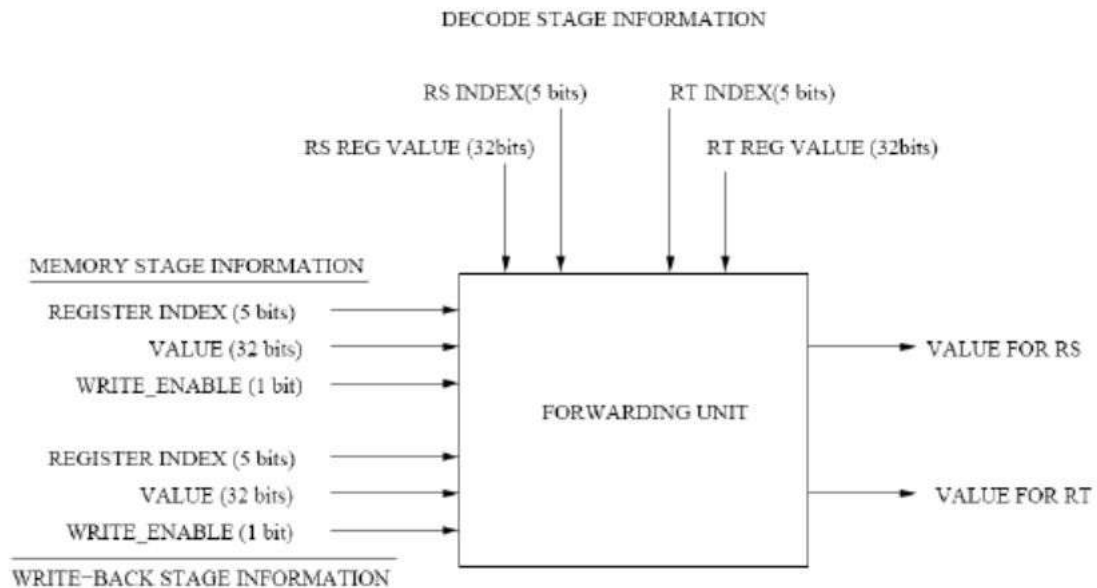 DECODE STAGE INFORMATION
RS INDEX(5 bits)
RT INDEX(5 bits)
RS REG VALUE (32bits)
RT REG VALUE (32bits)
MEMORY STAGE INFORMATION
REGISTER INDEX (5 bits)
VALUE (32 bits)
WRITE_ENABLE (1 bit)
REGISTER INDEX (5 bits)
VALUE (32 bits)
WRITE_ENABLE (1 bit)
WRITE-BACK STAGE INFORMATION
FORWARDING UNIT
VALUE FOR RS
VALUE FOR RT